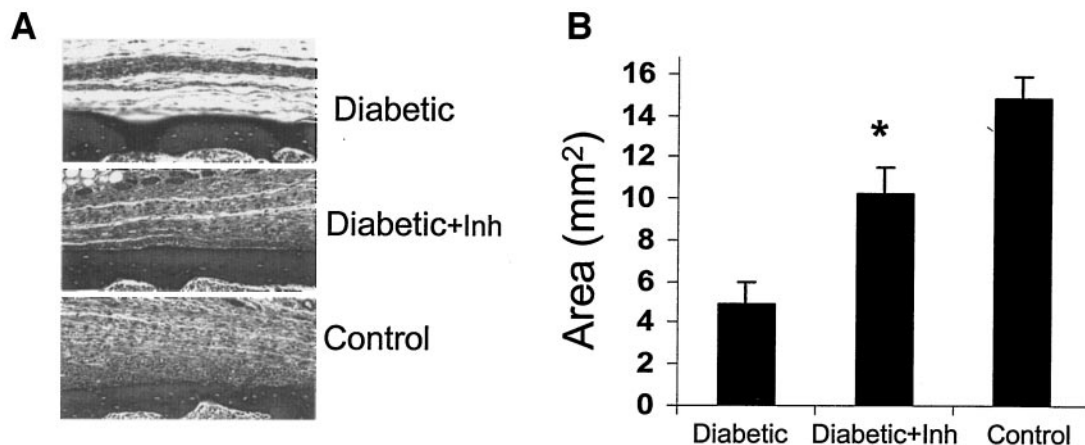 A
Diabetic
Diabetic+Inh
Control
B
Area (mm²)
16
14
12
10
8
6
4
2
0
*
Diabetic
Diabetic+Inh
Control